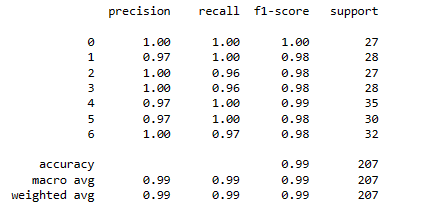 precision recall f1-score support
0 1.00 1.00 1.00 27
1 0.97 1.00 0.98 28
2 1.00 0.96 0.98 27
3 1.00 0.96 0.98 28
4 0.97 1.00 0.99 35
5 0.97 1.00 0.98 30
6 1.00 0.97 0.98 32
accuracy 0.99 207
macro avg 0.99 0.99 0.99 207
weighted avg 0.99 0.99 0.99 207